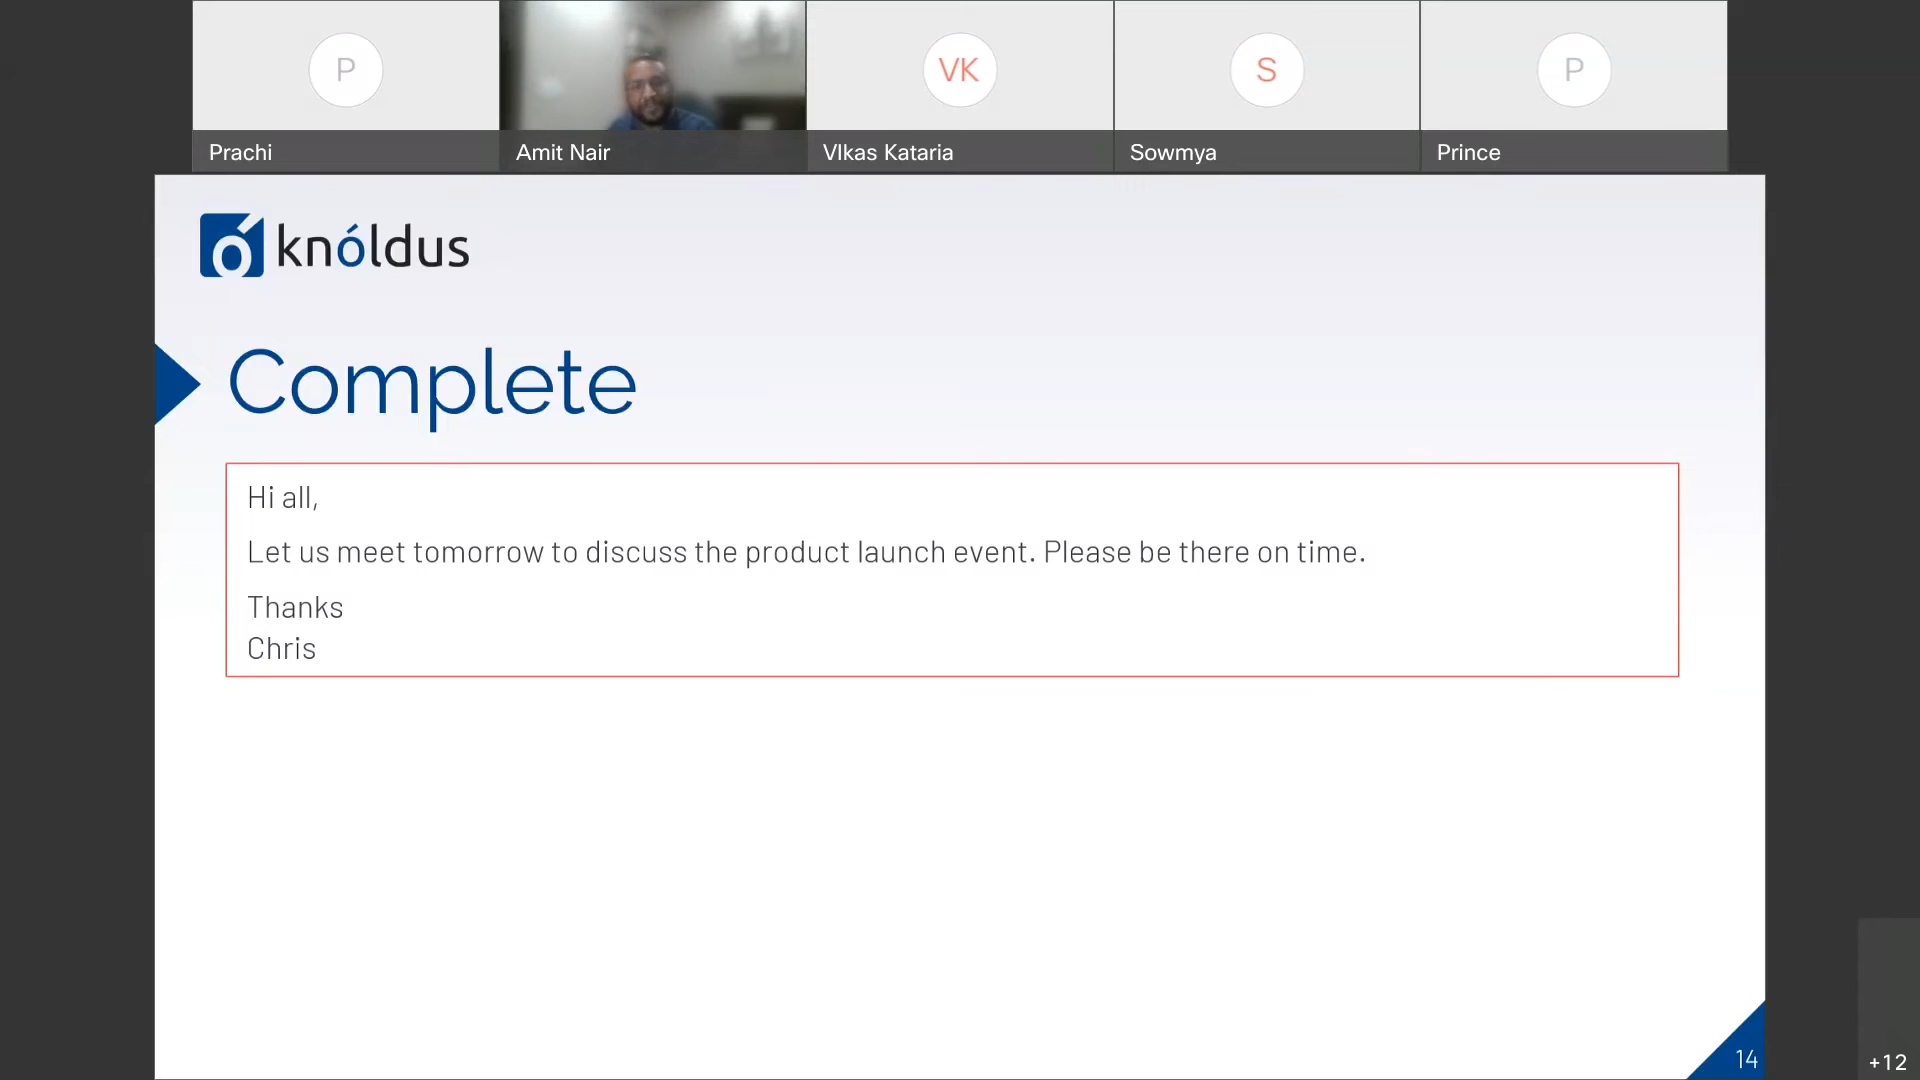 P
VK
S
P
Prachi
Amit Nair
VIkas Kataria
Sowmya
Prince
knóldus
Complete
Hi all,
Let us meet tomorrow to discuss the product launch event. Please be there on time.
Thanks
Chris
14
+12